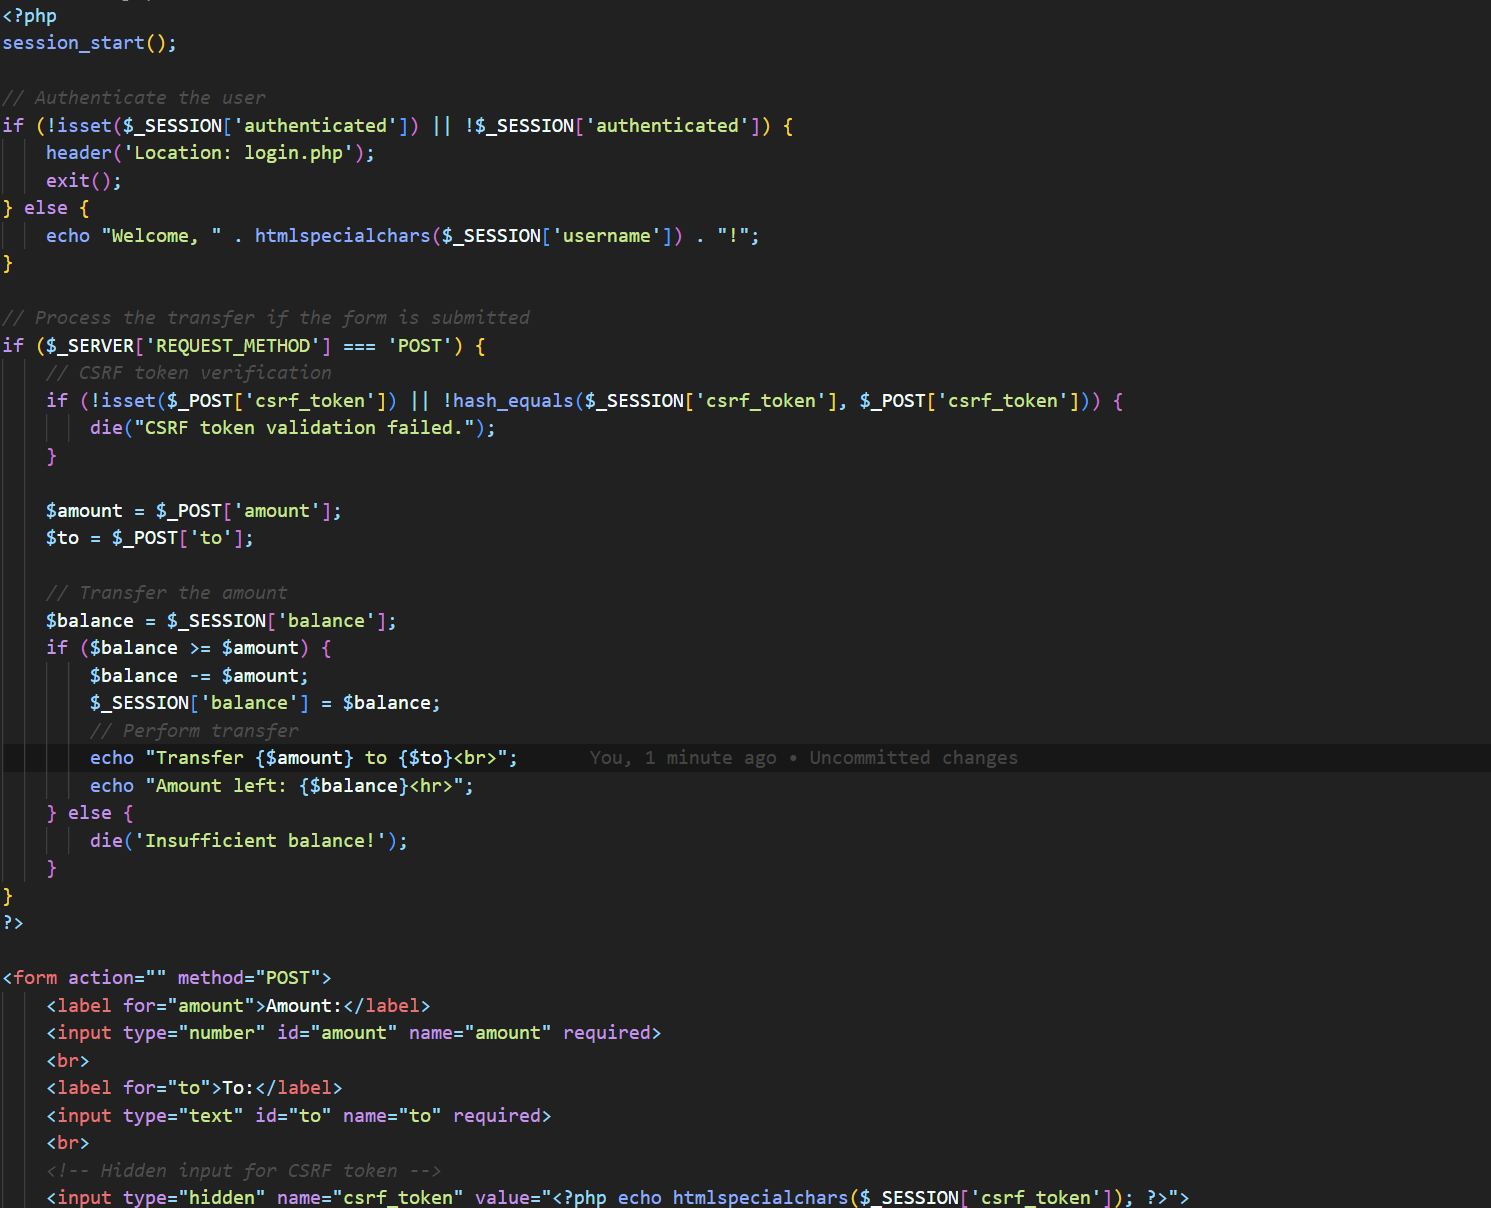 <?php
session_start();
// Authenticate the user
if (!isset($_SESSION['authenticated']) || !$_SESSION['authenticated']) {
header('Location: login.php');
exit();
} else {
echo "Welcome, " . htmlspecialchars($_SESSION['username']) . "!";
}
// Process the transfer if the form is submitted
if ($_SERVER['REQUEST_METHOD'] === 'POST') {
// CSRF token verification
if (!isset($_POST['csrf_token']) || !hash_equals($_SESSION['csrf_token'], $_POST['csrf_token'])) {
die("CSRF token validation failed.");
}
$amount = $_POST['amount'];
$to = $_POST['to'];
// Transfer the amount
$balance = $_SESSION['balance'];
if ($balance >= $amount) {
$balance -= $amount;
$_SESSION['balance'] = $balance;
// Perform transfer
echo "Transfer {$amount} to {$to}<br>"; You, 1 minute ago • Uncommitted changes
echo "Amount left: {$balance}<hr>";
} else {
die('Insufficient balance!');
}
}
?>
<form action="" method="POST">
<label for="amount">Amount:</label>
<input type="number" id="amount" name="amount" required>
<br>
<label for="to">To:</label>
<input type="text" id="to" name="to" required>
<br>
<!-- Hidden input for CSRF token -->
<input type="hidden" name="csrf_token" value="<?php echo htmlspecialchars($_SESSION['csrf_token']); ?>">